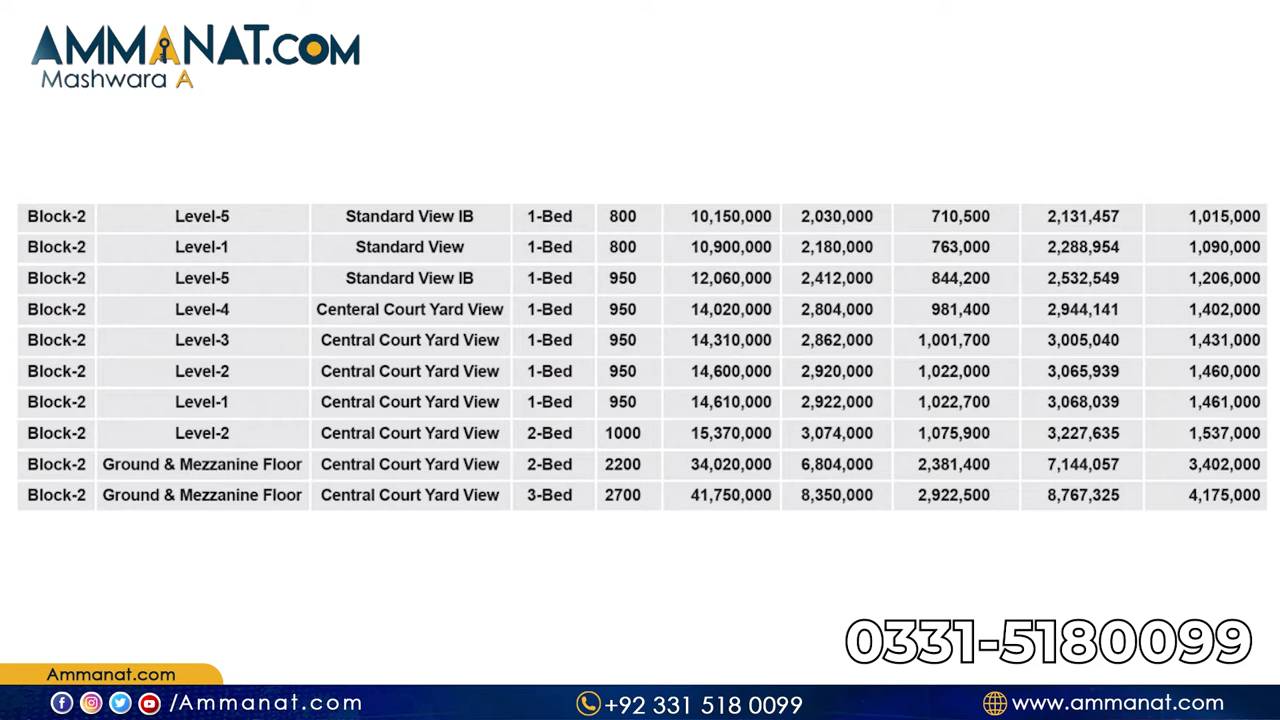 AMMANAT.COM
Mashwara A
Block-2 Level-5 Standard View IB 1-Bed 800 10,150,000 2,030,000 710,500 2,131,457 1,015,000
Block-2 Level-1 Standard View 1-Bed 800 10,900,000 2,180,000 763,000 2,288,954 1,090,000
Block-2 Level-5 Standard View IB 1-Bed 950 12,060,000 2,412,000 844,200 2,532,549 1,206,000
Block-2 Level-4 Centeral Court Yard View 1-Bed 950 14,020,000 2,804,000 981,400 2,944,141 1,402,000
Block-2 Level-3 Central Court Yard View 1-Bed 950 14,310,000 2,862,000 1,001,700 3,005,040 1,431,000
Block-2 Level-2 Central Court Yard View 1-Bed 950 14,600,000 2,920,000 1,022,000 3,065,939 1,460,000
Block-2 Level-1 Central Court Yard View 1-Bed 950 14,610,000 2,922,000 1,022,700 3,068,039 1,461,000
Block-2 Level-2 Central Court Yard View 2-Bed 1000 15,370,000 3,074,000 1,075,900 3,227,635 1,537,000
Block-2 Ground & Mezzanine Floor Central Court Yard View 2-Bed 2200 34,020,000 6,804,000 2,381,400 7,144,057 3,402,000
Block-2 Ground & Mezzanine Floor Central Court Yard View 3-Bed 2700 41,750,000 8,350,000 2,922,500 8,767,325 4,175,000
0331-5180099
Ammanat.com
/Ammanat.com +92 331 518 0099 www.ammanat.com